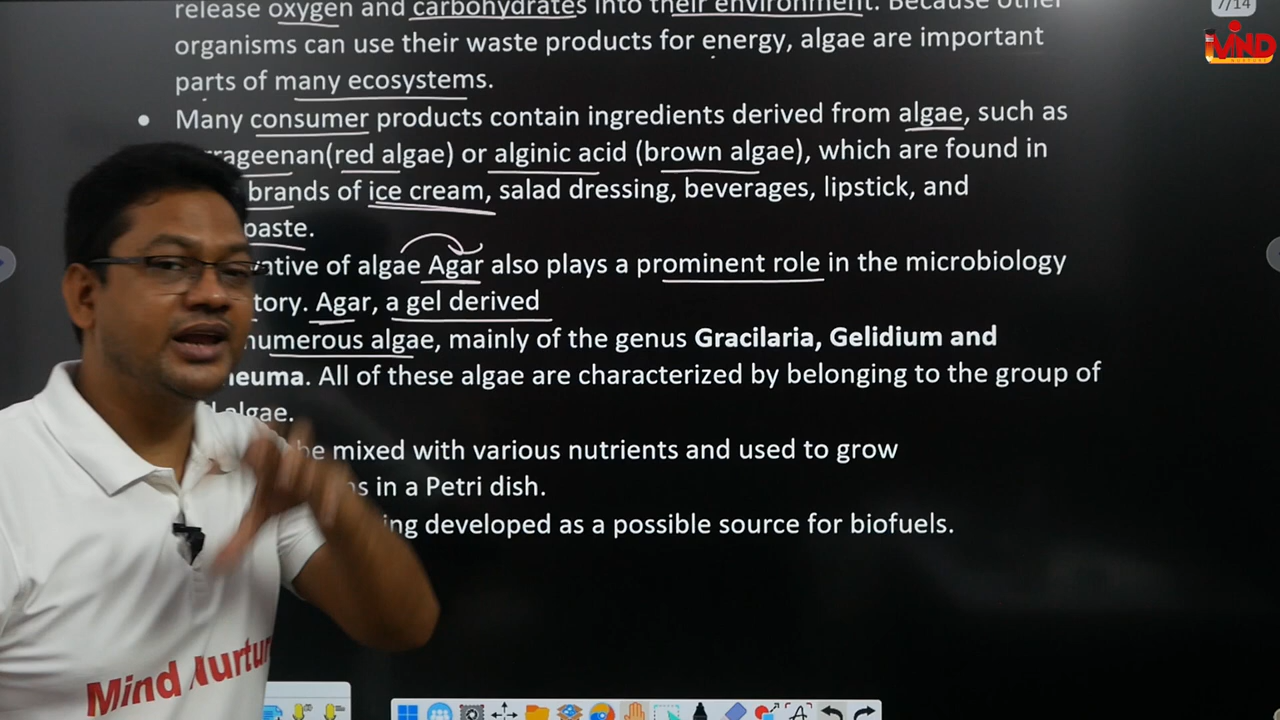 release oxygen and carbohydrates into their environment. Because other
organisms can use their waste products for energy, algae are important
parts of many ecosystems.
• Many consumer products contain ingredients derived from algae, such as
rageenan(red algae) or alginic acid (brown algae), which are found in
brands of ice cream, salad dressing, beverages, lipstick, and
paste.
vative of algae Agar also plays a prominent role in the microbiology
tory. Agar, a gel derived
numerous algae, mainly of the genus Gracilaria, Gelidium and
heuma. All of these algae are characterized by belonging to the group of
algae.
be mixed with various nutrients and used to grow
s in a Petri dish.
ing developed as a possible source for biofuels.
7/14
MIND
NURTURE
Mind Nurtur